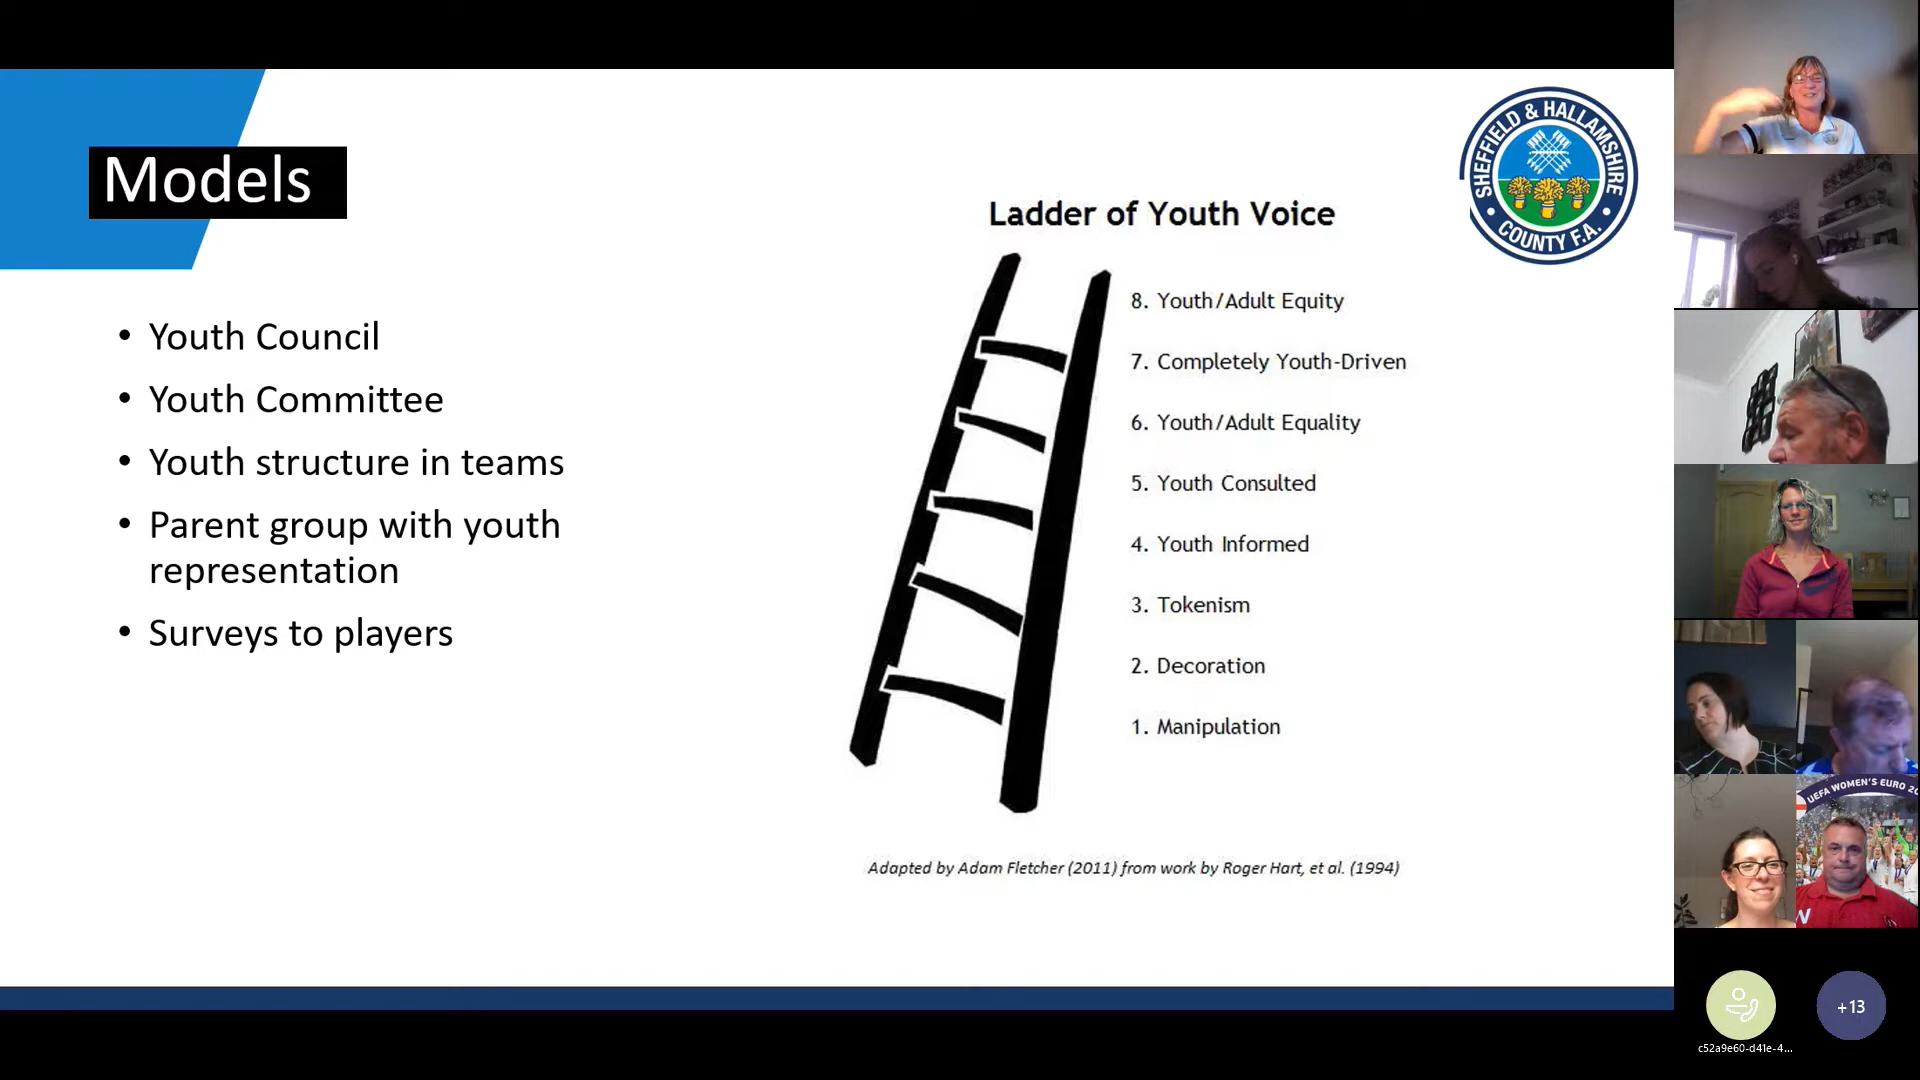 Models
• Youth Council
• Youth Committee
• Youth structure in teams
• Parent group with youth
representation
• Surveys to players
SHEFFIELD & HALLAMSHIRE
• COUNTY F.A. •
Ladder of Youth Voice
8. Youth/Adult Equity
7. Completely Youth-Driven
6. Youth/Adult Equality
5. Youth Consulted
4. Youth Informed
3. Tokenism
2. Decoration
1. Manipulation
Adapted by Adam Fletcher (2011) from work by Roger Hart, et al. (1994)
UEFA WOMEN'S EURO
+13
c52a9e60-d41e-4...